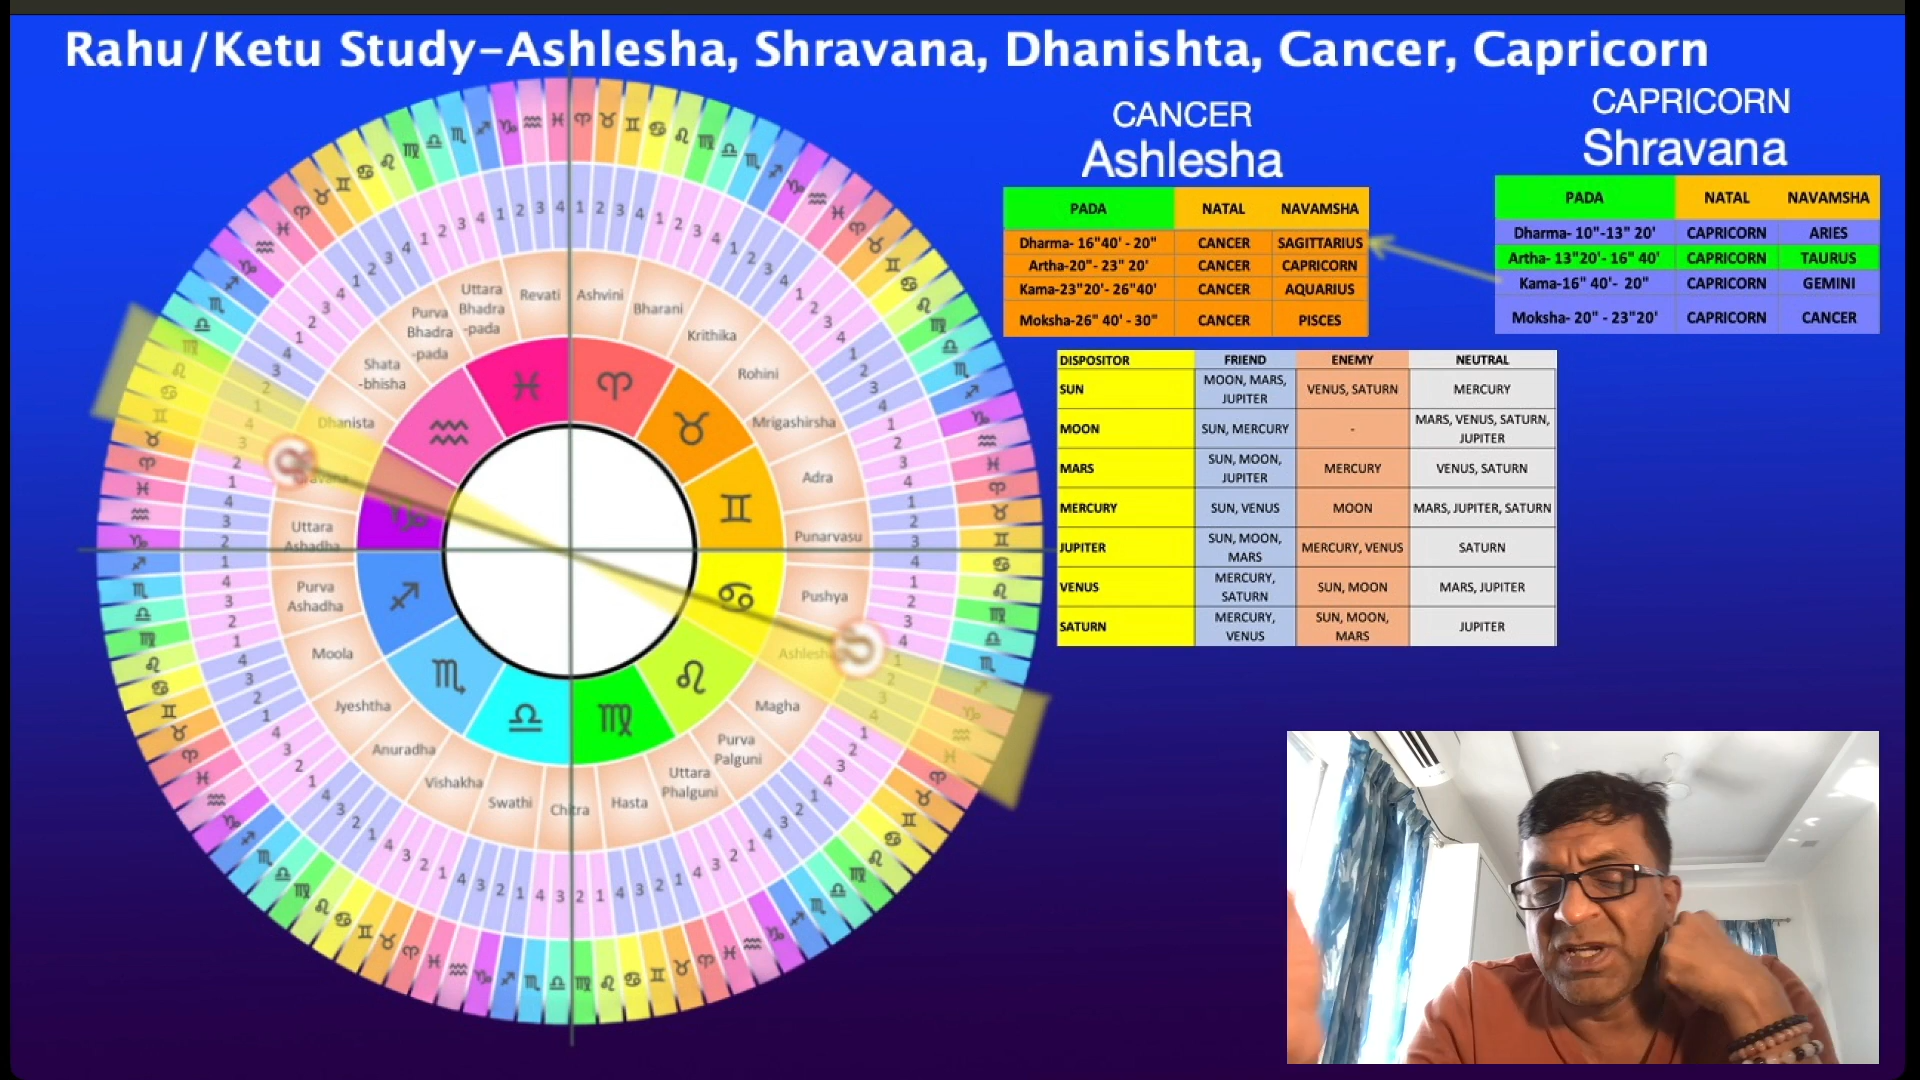 Rahu/Ketu Study-Ashlesha, Shravana, Dhanishta, Cancer, Capricorn
CANCER
Ashlesha
PADA NATAL NAVAMSHA
Dharma- 16"40' - 20" CANCER SAGITTARIUS
Artha-20"- 23" 20' CANCER CAPRICORN
Kama-23"20'- 26"40' CANCER AQUARIUS
Moksha-26" 40' - 30" CANCER PISCES
CAPRICORN
Shravana
PADA NATAL NAVAMSHA
Dharma- 10"-13" 20' CAPRICORN ARIES
Artha- 13"20'- 16" 40' CAPRICORN TAURUS
Kama-16" 40'- 20" CAPRICORN GEMINI
Moksha- 20" - 23"20' CAPRICORN CANCER
DISPOSITOR FRIEND ENEMY NEUTRAL
SUN MOON, MARS, JUPITER VENUS, SATURN MERCURY
MOON SUN, MERCURY - MARS, VENUS, SATURN, JUPITER
MARS SUN, MOON, JUPITER MERCURY VENUS, SATURN
MERCURY SUN, VENUS MOON MARS, JUPITER, SATURN
JUPITER SUN, MOON, MARS MERCURY, VENUS SATURN
VENUS MERCURY, SATURN SUN, MOON MARS, JUPITER
SATURN MERCURY, VENUS SUN, MOON, MARS JUPITER
Ashvini
Bharani
Krithika
Rohini
Mrigashirsha
Adra
Punarvasu
Pushya
Ashlesha
Magha
Purva
Palguni
Uttara
Phalguni
Hasta
Chitra
Swathi
Vishakha
Anuradha
Jyeshtha
Moola
Purva
Ashadha
Uttara
Ashadha
Dhanista
Shata
-bhisha
Purva
Bhadra
-pada
Uttara
Bhadra
-pada
Revati